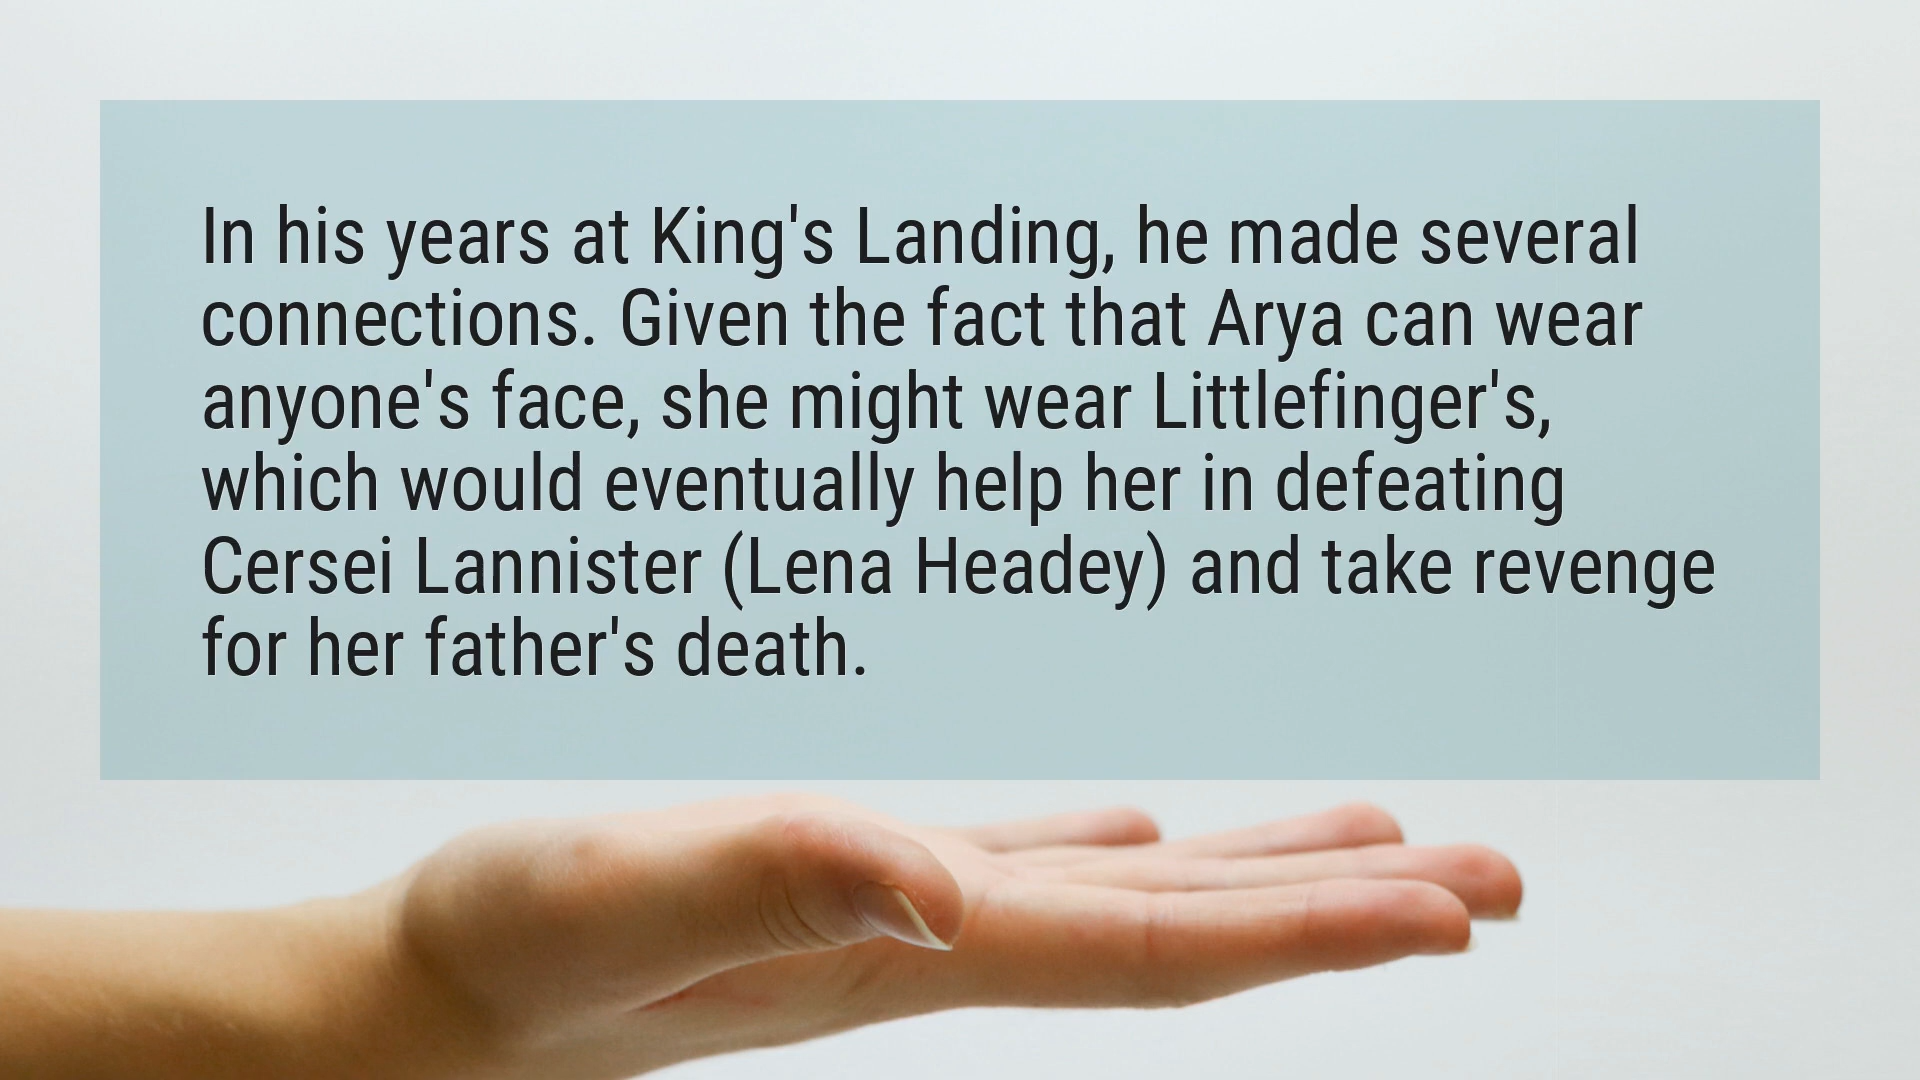 In his years at King's Landing, he made several
connections. Given the fact that Arya can wear
anyone's face, she might wear Littlefinger's,
which would eventually help her in defeating
Cersei Lannister (Lena Headey) and take revenge
for her father's death.